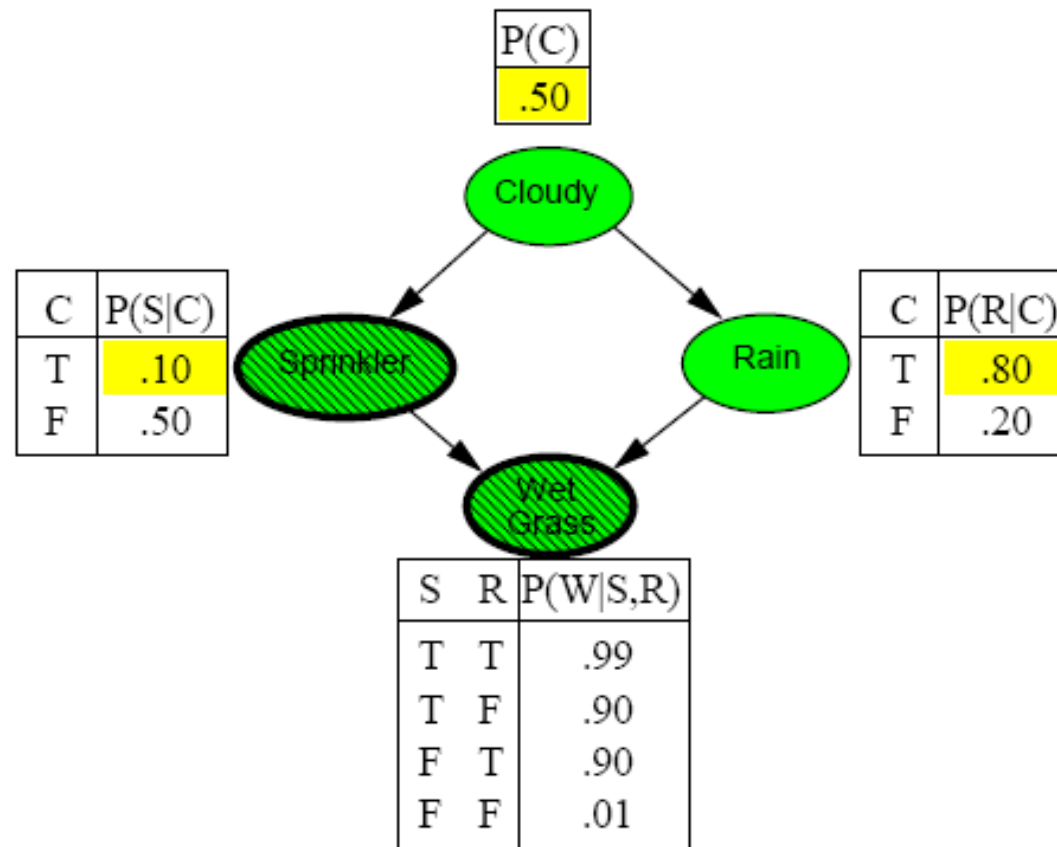 P(C)
.50
Cloudy
C P(S|C)
T .10
F .50
Sprinkler
Rain
C P(R|C)
T .80
F .20
Wet
Grass
S R P(W|S,R)
T T .99
T F .90
F T .90
F F .01